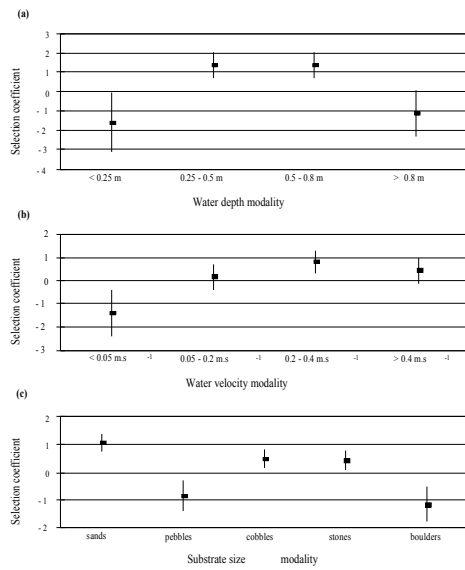 (a)
Selection coefficient
3
2
1
0
- 1
- 2
- 3
- 4
< 0.25 m 0.25 - 0.5 m 0.5 - 0.8 m > 0.8 m
Water depth modality
(b)
Selection coefficient
2
1
0
- 1
- 2
- 3
< 0.05 m.s -1 0.05 - 0.2 m.s -1 0.2 - 0.4 m.s -1 > 0.4 m.s -1
Water velocity modality
(c)
Selection coefficient
2
1
0
- 1
- 2
sands pebbles cobbles stones boulders
Substrate size modality